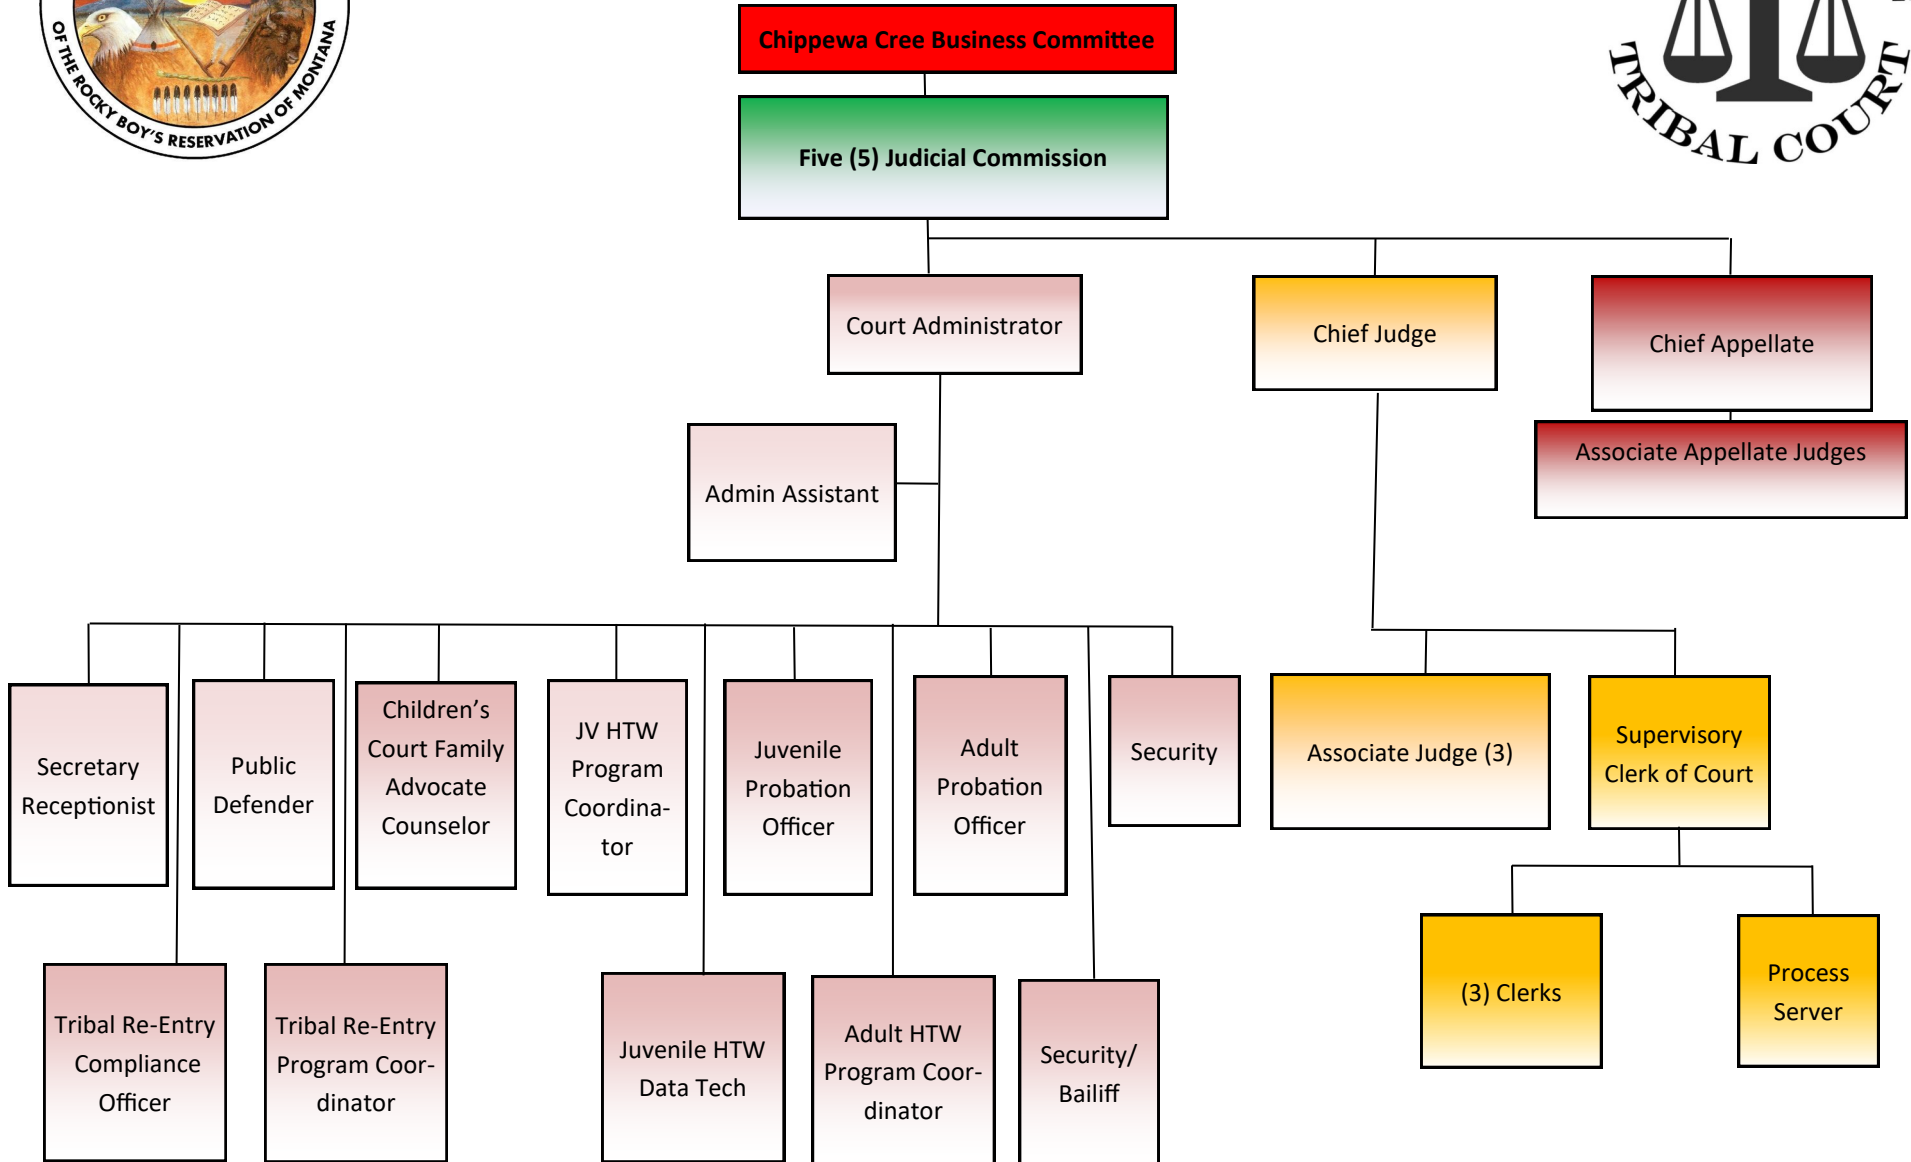 OF THE ROCKY BOY'S RESERVATION OF MONTANA
Chippewa Cree Business Committee
TRIBAL COURT
Five (5) Judicial Commission
Court Administrator
Chief Judge
Chief Appellate
Associate Appellate Judges
Admin Assistant
Secretary
Receptionist
Public
Defender
Children’s
Court Family
Advocate
Counselor
JV HTW
Program
Coordina-
tor
Juvenile
Probation
Officer
Adult
Probation
Officer
Security
Associate Judge (3)
Supervisory
Clerk of Court
Tribal Re-Entry
Compliance
Officer
Tribal Re-Entry
Program Coor-
dinator
Juvenile HTW
Data Tech
Adult HTW
Program Coor-
dinator
Security/
Bailiff
(3) Clerks
Process
Server